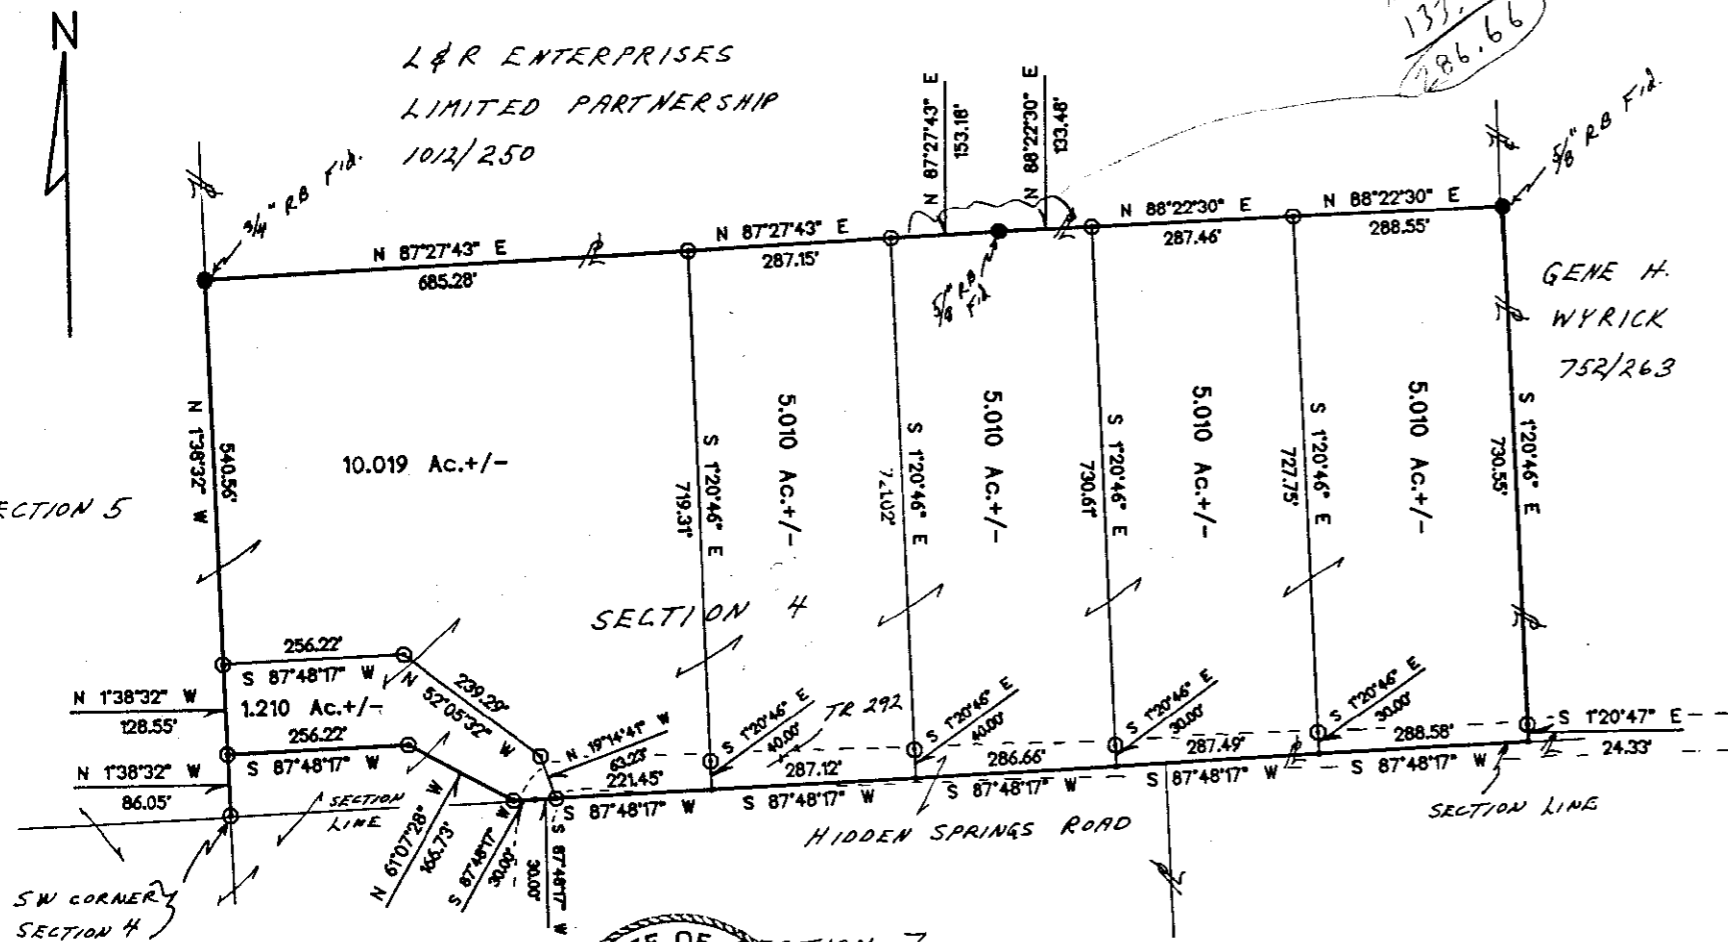 N
L & R ENTERPRISES
LIMITED PARTNERSHIP
1012/250
286.66
3/4" RB Fid.
5/8" RB Fid.
5/8" RB Fid
N 87°27'43" E
153.18'
N 88°22'30" E
133.48'
N 87°27'43" E
685.28'
N 87°27'43" E
287.15'
N 88°22'30" E
287.46'
N 88°22'30" E
288.55'
GENE H.
WYRICK
752/263
N 1°38'32" W
540.56'
10.019 Ac.+/-
S 1°20'46" E
719.31'
5.010 Ac.+/-
S 1°20'46" E
5.010 Ac.+/-
S 1°20'46" E
730.61'
5.010 Ac.+/-
S 1°20'46" E
727.75'
5.010 Ac.+/-
S 1°20'46" E
730.55'
SECTION 5
SECTION 4
256.22'
S 87°48'17" W
239.29'
N 52°05'32" W
N 1°38'32" W
128.55'
1.210 Ac.+/-
256.22'
S 87°48'17" W
N 1°38'32" W
86.05'
SECTION
LINE
N 61°07'28" W
166.73'
S 87°48'17" W
30.00'
S 87°48'17" W
30.00'
N 19°14'41" W
63.23'
221.45'
S 87°48'17" W
S 1°20'46" E
40.00'
TR 292
287.12'
S 87°48'17" W
S 1°20'46" E
40.00'
286.66'
S 87°48'17" W
S 1°20'46" E
30.00'
287.49'
S 87°48'17" W
S 1°20'46" E
30.00'
288.58'
S 87°48'17" W
S 1°20'47" E
24.33'
SECTION LINE
HIDDEN SPRINGS ROAD
SW CORNER
SECTION 4
OF